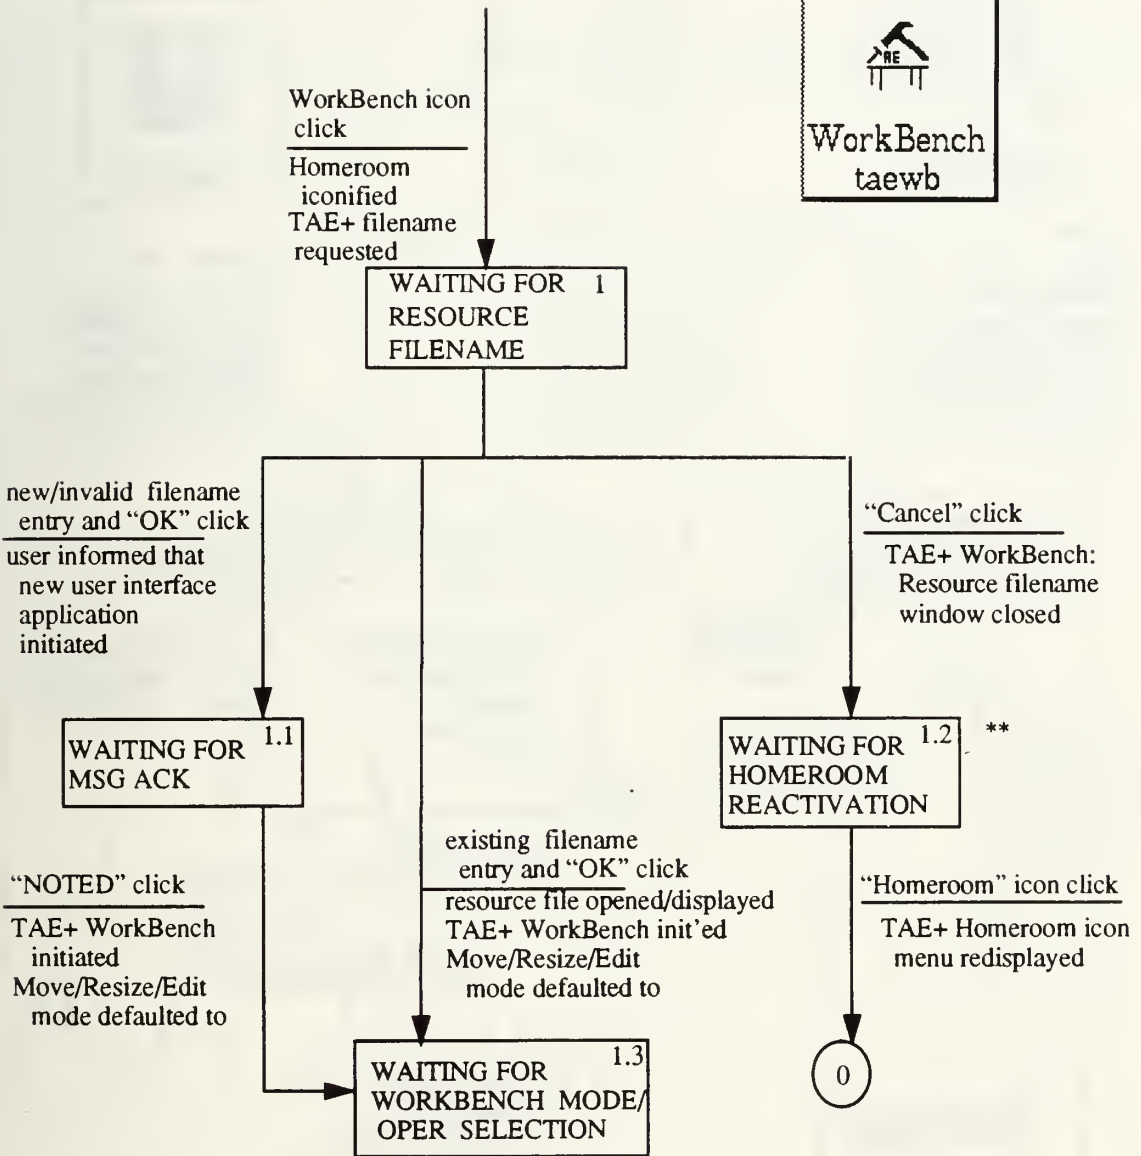 WorkBench icon
click
Homeroom
iconified
TAE+ filename
requested
AE
WorkBench
taewb
WAITING FOR 1
RESOURCE
FILENAME
new/invalid filename
entry and “OK” click
user informed that
new user interface
application
initiated
“Cancel” click
TAE+ WorkBench:
Resource filename
window closed
WAITING FOR 1.1
MSG ACK
WAITING FOR 1.2 **
HOMEROOM
REACTIVATION
“NOTED” click
TAE+ WorkBench
initiated
Move/Resize/Edit
mode defaulted to
existing filename
entry and “OK” click
resource file opened/displayed
TAE+ WorkBench init’ed
Move/Resize/Edit
mode defaulted to
“Homeroom” icon click
TAE+ Homeroom icon
menu redisplayed
WAITING FOR 1.3
WORKBENCH MODE/
OPER SELECTION
0